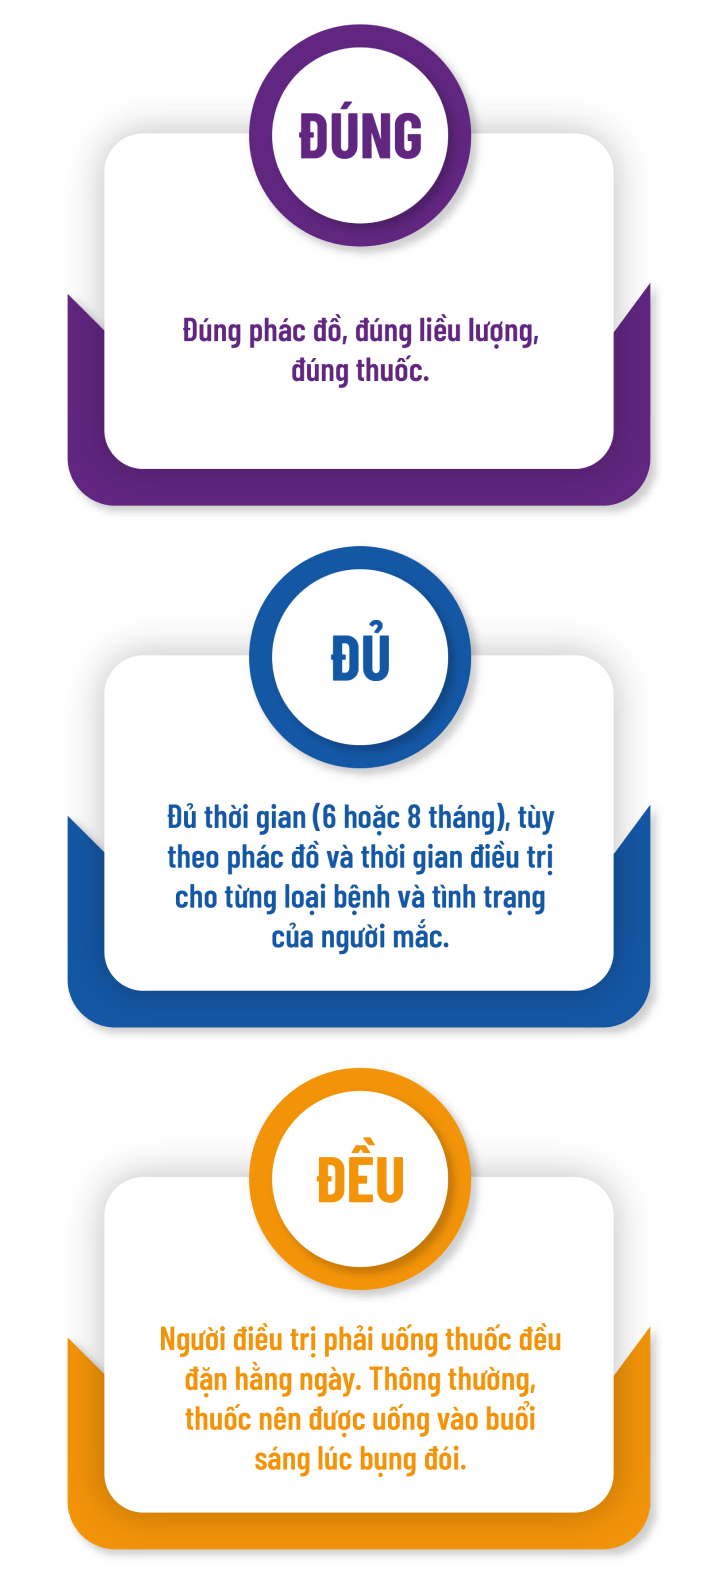 ĐÚNG
Đúng phác đồ, đúng liều lượng,
đúng thuốc.
ĐỦ
Đủ thời gian (6 hoặc 8 tháng), tùy
theo phác đồ và thời gian điều trị
cho từng loại bệnh và tình trạng
của người mắc.
ĐỀU
Người điều trị phải uống thuốc đều
đặn hằng ngày. Thông thường,
thuốc nên được uống vào buổi
sáng lúc bụng đói.